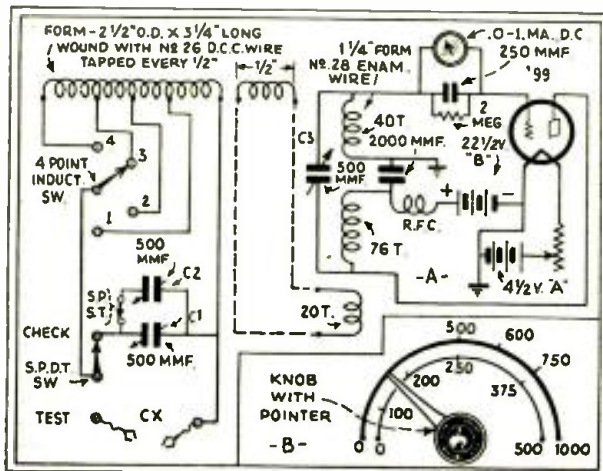 FORM-2 1/2" O.D. X 3 1/4" LONG
WOUND WITH Nº 26 D.C.C. WIRE
TAPPED EVERY 1/2"
1/2"
1 1/4" FORM
Nº.28 ENAM.
WIRE
.0-1. MA. D.C
250 MMF
'99
2
MEG
40T
2000 MMF.
C3
500
MMF.
22 1/2V.
"B"
+
-
R.F.C.
76 T
-A-
4 1/2 V. "A"
20T.
4
3
4 POINT
INDUCT.
SW.
2
1
500
MMF.
C2
S.P.
S.T.
C1
CHECK
500
MMF.
S.P.D.T.
SW
TEST
CX
KNOB
WITH
POINTER
-B-
0
100
200
250
375
500
0
500
600
750
1000